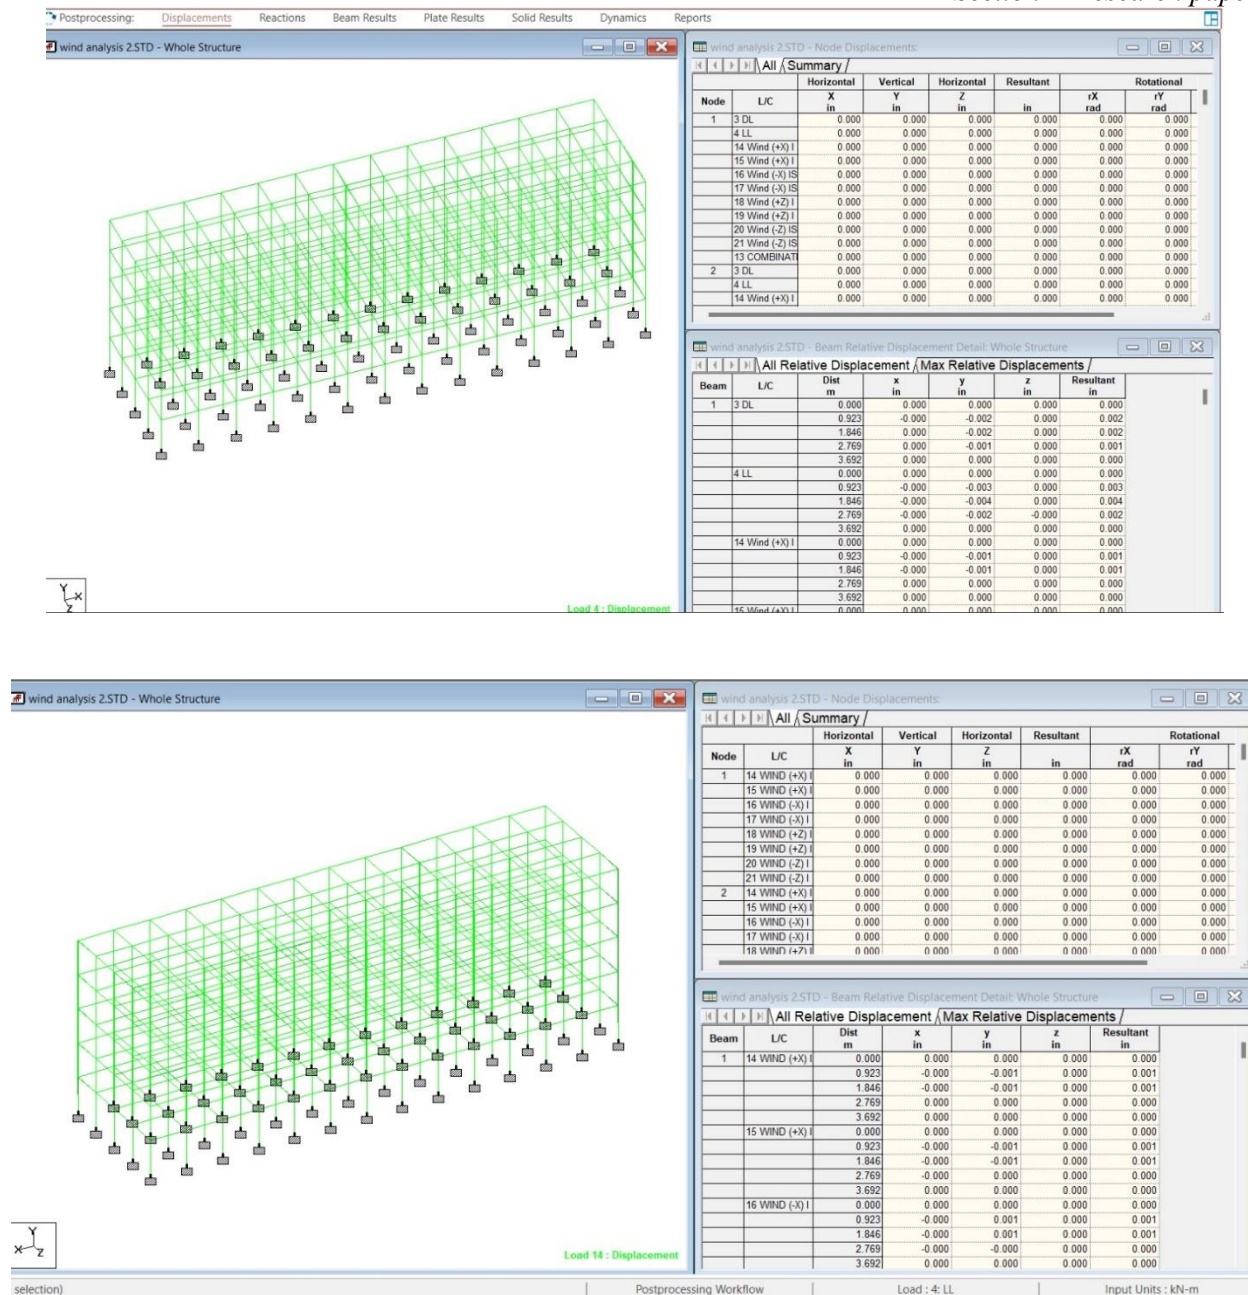 Postprocessing: Displacements Reactions Beam Results Plate Results Solid Results Dynamics Reports
wind analysis 2.STD - Whole Structure
Y
X
Z
Load 4 : Displacement
wind analysis 2.STD - Node Displacements:
All Summary
Horizontal Vertical Horizontal Resultant Rotational
Node L/C X in Y in Z in in rX rad rY rad
1 3 DL 0.000 0.000 0.000 0.000 0.000 0.000
4 LL 0.000 0.000 0.000 0.000 0.000 0.000
14 Wind (+X) I 0.000 0.000 0.000 0.000 0.000 0.000
15 Wind (+X) I 0.000 0.000 0.000 0.000 0.000 0.000
16 Wind (-X) IS 0.000 0.000 0.000 0.000 0.000 0.000
17 Wind (-X) IS 0.000 0.000 0.000 0.000 0.000 0.000
18 Wind (+Z) I 0.000 0.000 0.000 0.000 0.000 0.000
19 Wind (+Z) I 0.000 0.000 0.000 0.000 0.000 0.000
20 Wind (-Z) IS 0.000 0.000 0.000 0.000 0.000 0.000
21 Wind (-Z) IS 0.000 0.000 0.000 0.000 0.000 0.000
13 COMBINATI 0.000 0.000 0.000 0.000 0.000 0.000
2 3 DL 0.000 0.000 0.000 0.000 0.000 0.000
4 LL 0.000 0.000 0.000 0.000 0.000 0.000
14 Wind (+X) I 0.000 0.000 0.000 0.000 0.000 0.000
wind analysis 2.STD - Beam Relative Displacement Detail: Whole Structure
All Relative Displacement Max Relative Displacements
Beam L/C Dist m x in y in z in Resultant in
1 3 DL 0.000 0.000 0.000 0.000 0.000
0.923 -0.000 -0.002 0.000 0.002
1.846 0.000 -0.002 0.000 0.002
2.769 0.000 -0.001 0.000 0.001
3.692 0.000 0.000 0.000 0.000
4 LL 0.000 0.000 0.000 0.000 0.000
0.923 -0.000 -0.003 0.000 0.003
1.846 -0.000 -0.004 0.000 0.004
2.769 -0.000 -0.002 -0.000 0.002
3.692 0.000 0.000 0.000 0.000
14 Wind (+X) I 0.000 0.000 0.000 0.000 0.000
0.923 -0.000 -0.001 0.000 0.001
1.846 -0.000 -0.001 0.000 0.001
2.769 0.000 0.000 0.000 0.000
3.692 0.000 0.000 0.000 0.000
15 Wind (+X) I 0.000 0.000 0.000 0.000 0.000
wind analysis 2.STD - Whole Structure
Y
X
Z
Load 14 : Displacement
wind analysis 2.STD - Node Displacements:
All Summary
Horizontal Vertical Horizontal Resultant Rotational
Node L/C X in Y in Z in in rX rad rY rad
1 14 WIND (+X) I 0.000 0.000 0.000 0.000 0.000 0.000
15 WIND (+X) I 0.000 0.000 0.000 0.000 0.000 0.000
16 WIND (-X) I 0.000 0.000 0.000 0.000 0.000 0.000
17 WIND (-X) I 0.000 0.000 0.000 0.000 0.000 0.000
18 WIND (+Z) I 0.000 0.000 0.000 0.000 0.000 0.000
19 WIND (+Z) I 0.000 0.000 0.000 0.000 0.000 0.000
20 WIND (-Z) I 0.000 0.000 0.000 0.000 0.000 0.000
21 WIND (-Z) I 0.000 0.000 0.000 0.000 0.000 0.000
2 14 WIND (+X) I 0.000 0.000 0.000 0.000 0.000 0.000
15 WIND (+X) I 0.000 0.000 0.000 0.000 0.000 0.000
16 WIND (-X) I 0.000 0.000 0.000 0.000 0.000 0.000
17 WIND (-X) I 0.000 0.000 0.000 0.000 0.000 0.000
18 WIND (+Z) I 0.000 0.000 0.000 0.000 0.000 0.000
wind analysis 2.STD - Beam Relative Displacement Detail: Whole Structure
All Relative Displacement Max Relative Displacements
Beam L/C Dist m x in y in z in Resultant in
1 14 WIND (+X) I 0.000 0.000 0.000 0.000 0.000
0.923 -0.000 -0.001 0.000 0.001
1.846 -0.000 -0.001 0.000 0.001
2.769 -0.000 0.000 0.000 0.000
3.692 0.000 0.000 0.000 0.000
15 WIND (+X) I 0.000 0.000 0.000 0.000 0.000
0.923 -0.000 -0.001 0.000 0.001
1.846 -0.000 -0.001 0.000 0.001
2.769 -0.000 0.000 0.000 0.000
3.692 0.000 0.000 0.000 0.000
16 WIND (-X) I 0.000 0.000 0.000 0.000 0.000
0.923 -0.000 0.001 0.000 0.001
1.846 -0.000 0.001 0.000 0.001
2.769 -0.000 -0.000 0.000 0.000
3.692 0.000 0.000 0.000 0.000
selection) Postprocessing Workflow Load : 4: LL Input Units : kN-m